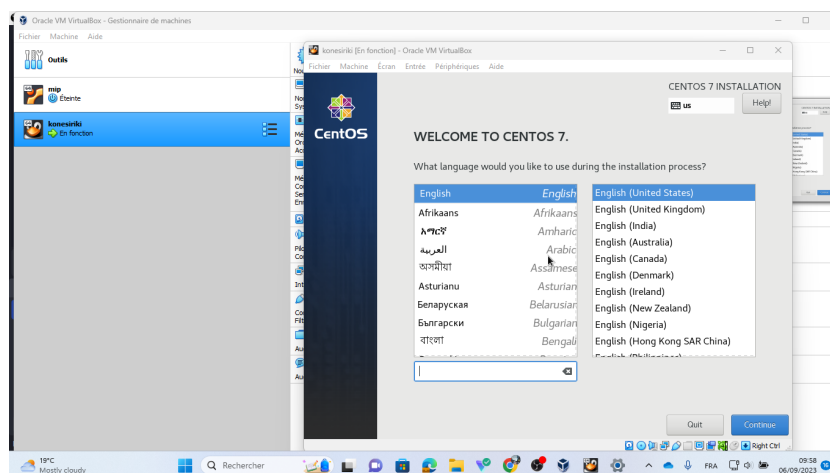 Oracle VM VirtualBox - Gestionnaire de machines
Fichier Machine Aide
Outils
mip
Éteinte
konesiriki
En fonction
konesiriki [En fonction] - Oracle VM VirtualBox
Fichier Machine Écran Entrée Périphériques Aide
CentOS
CENTOS 7 INSTALLATION
us
Help!
WELCOME TO CENTOS 7.
What language would you like to use during the installation process?
English English
Afrikaans Afrikaans
አማርኛ Amharic
العربية Arabic
অসমীয়া Assamese
Asturianu Asturian
Беларуская Belarusian
Български Bulgarian
বাংলা Bengali
English (United States)
English (United Kingdom)
English (India)
English (Australia)
English (Canada)
English (Denmark)
English (Ireland)
English (New Zealand)
English (Nigeria)
English (Hong Kong SAR China)
English (Philippines)
Quit
Continue
Right Ctrl
19°C
Mostly cloudy
Rechercher
FRA
09:58
06/09/2023